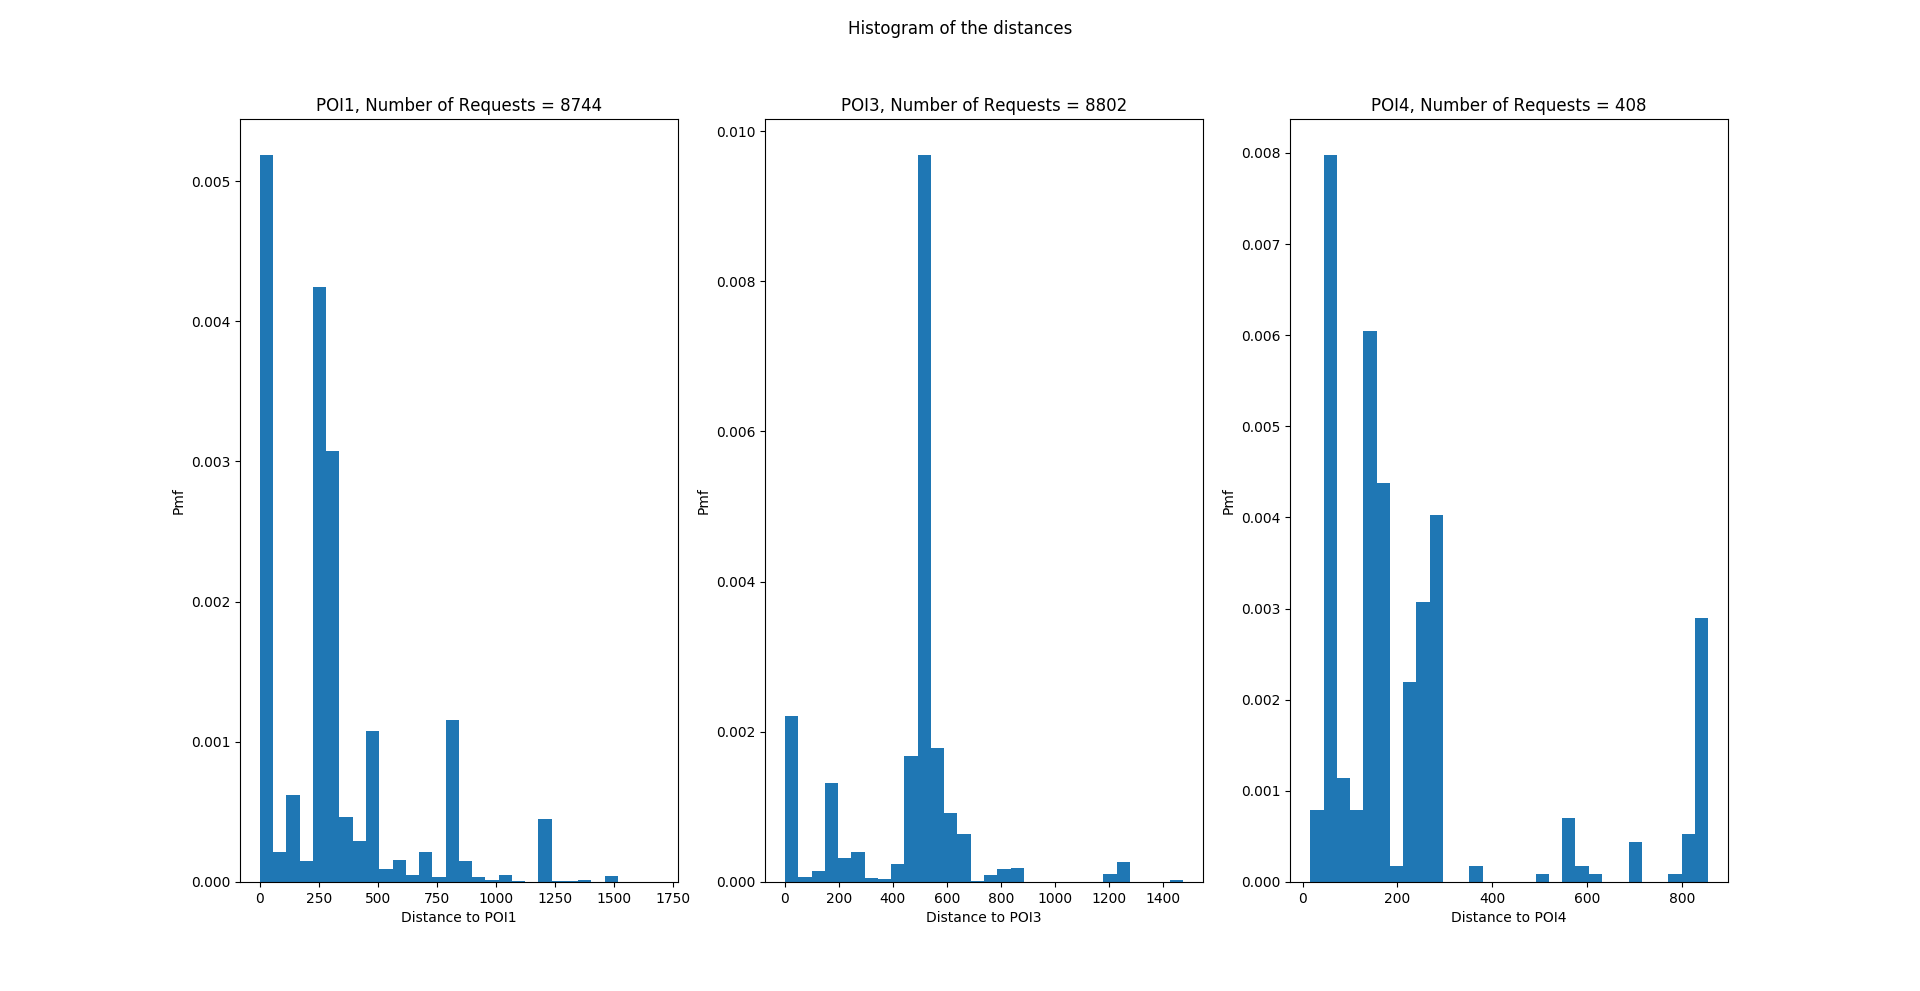 Histogram of the distances
POI1, Number of Requests = 8744
0.005
0.004
0.003
0.002
0.001
0.000
Pmf
0 250 500 750 1000 1250 1500 1750
Distance to POI1
POI3, Number of Requests = 8802
0.010
0.008
0.006
0.004
0.002
0.000
Pmf
0 200 400 600 800 1000 1200 1400
Distance to POI3
POI4, Number of Requests = 408
0.008
0.007
0.006
0.005
0.004
0.003
0.002
0.001
0.000
Pmf
0 200 400 600 800
Distance to POI4